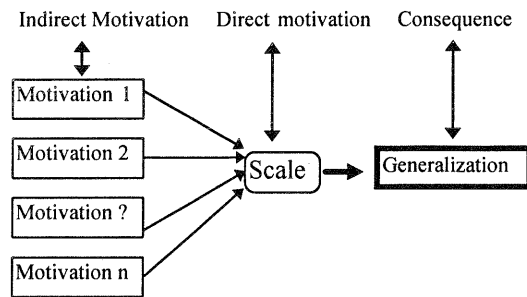 Indirect Motivation Direct motivation Consequence
Motivation 1
Motivation 2
Scale
Generalization
Motivation ?
Motivation n